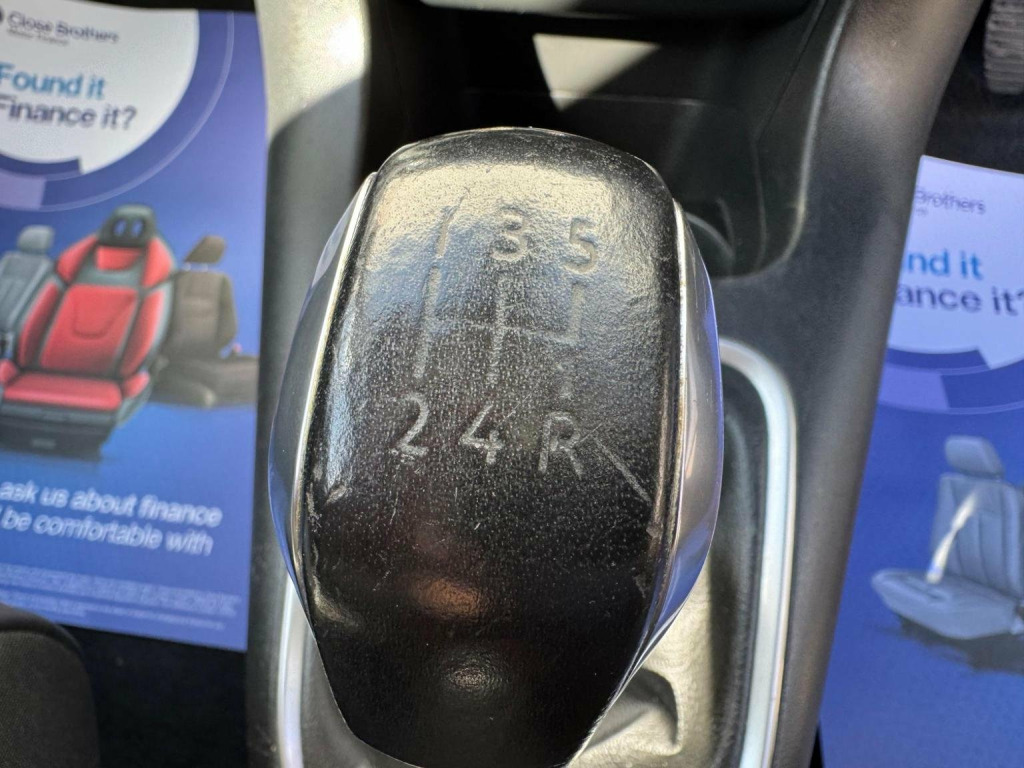 Close Brothers
Found it
Finance it?
ask us about finance
be comfortable with
1 3 5
2 4 R
Brothers
nd it
ance it?